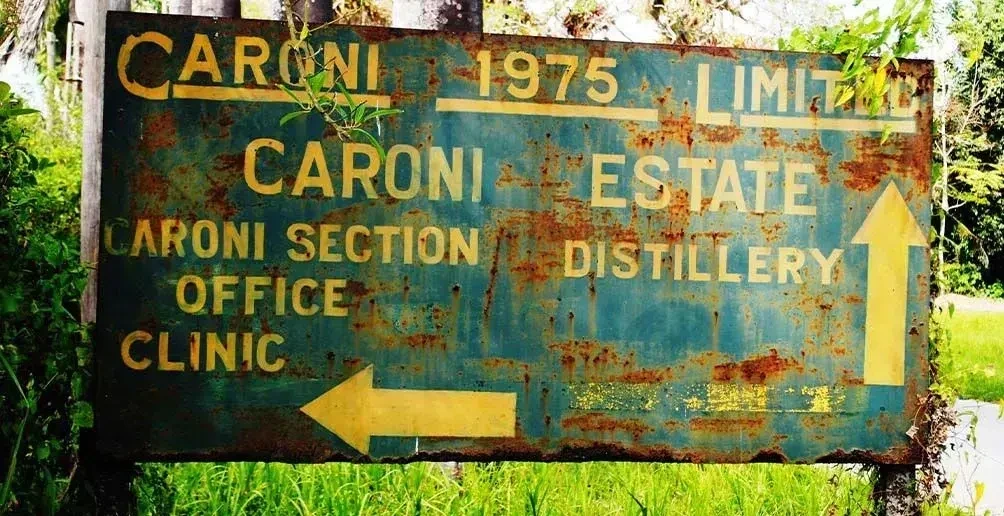 CARONI 1975 LIMITED
CARONI ESTATE
CARONI SECTION DISTILLERY
OFFICE
CLINIC